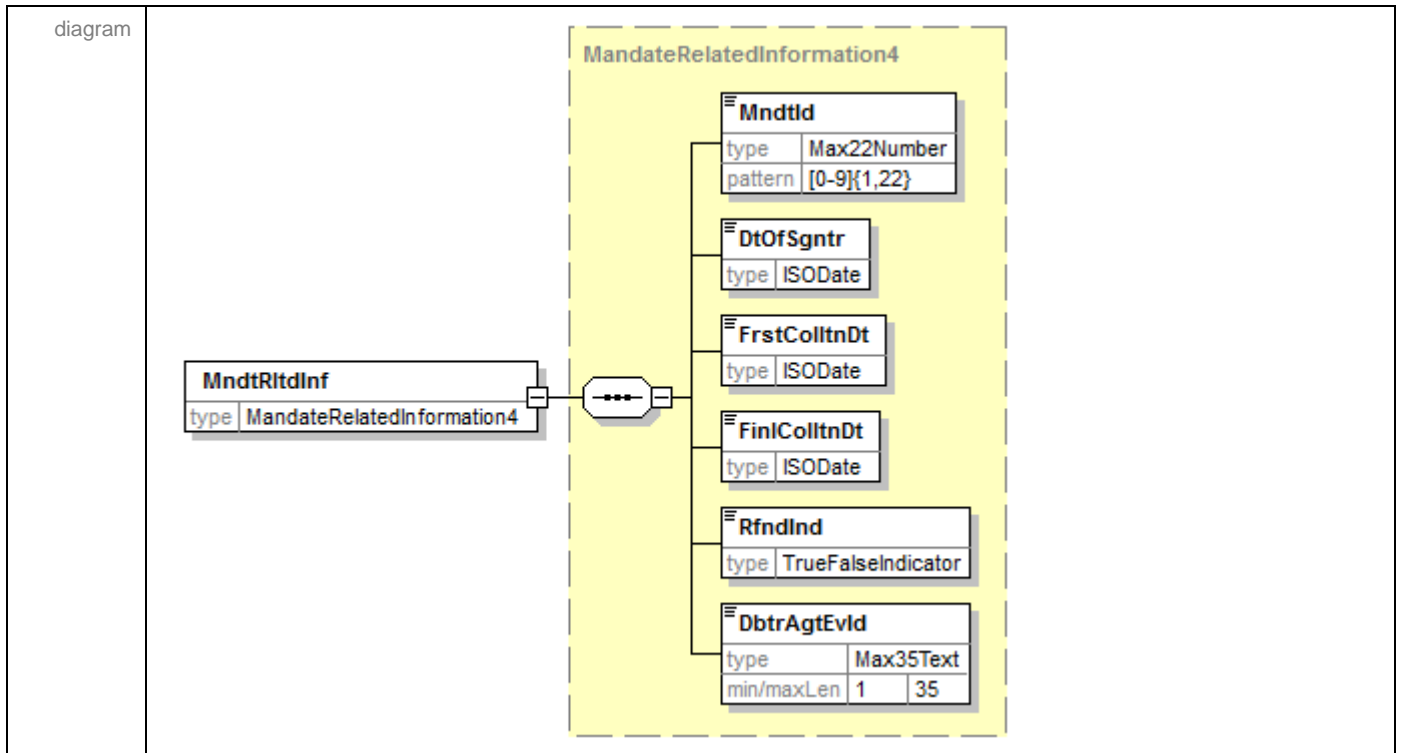 diagram
MandateRelatedInformation4
MndtId
type Max22Number
pattern [0-9]{1,22}
DtOfSgntr
type ISODate
FrstColltnDt
type ISODate
MndtRltdInf
type MandateRelatedInformation4
FinlColltnDt
type ISODate
RfndInd
type TrueFalseIndicator
DbtrAgtEvId
type Max35Text
min/maxLen 1 35